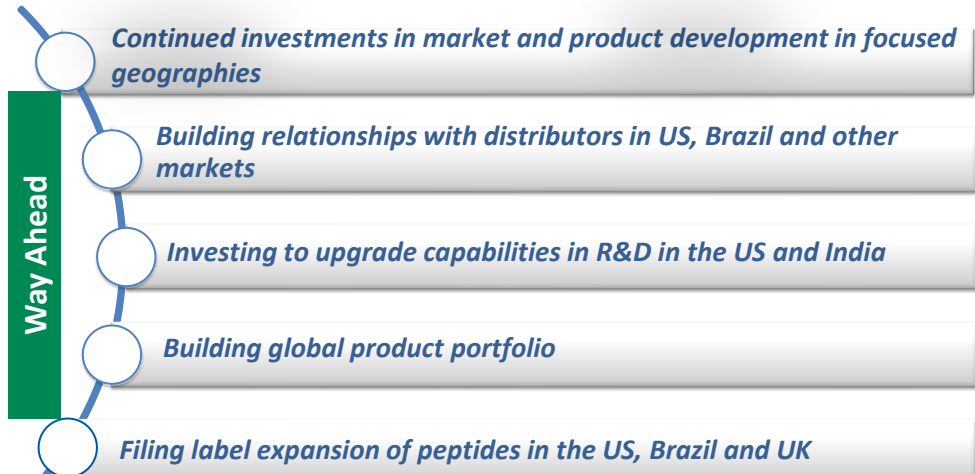 Continued investments in market and product development in focused
geographies
Building relationships with distributors in US, Brazil and other
markets
Way Ahead
Investing to upgrade capabilities in R&D in the US and India
Building global product portfolio
Filing label expansion of peptides in the US, Brazil and UK